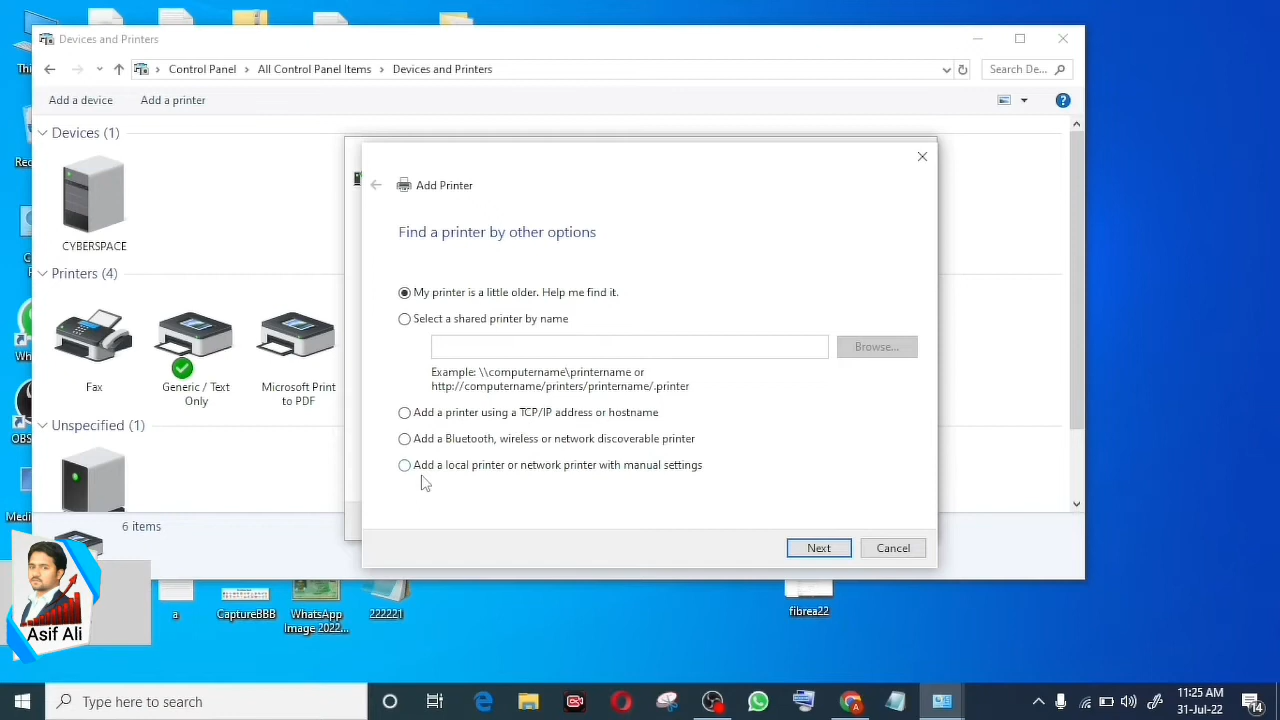 Devices and Printers
Control Panel
All Control Panel Items
Devices and Printers
Search De...
Add a device
Add a printer
Devices (1)
CYBERSPACE
Printers (4)
Fax
Generic / Text
Only
Microsoft Print
to PDF
Unspecified (1)
6 items
Add Printer
Find a printer by other options
My printer is a little older. Help me find it.
Select a shared printer by name
Browse...
Example: \\computername\printername or
http://computername/printers/printername/.printer
Add a printer using a TCP/IP address or hostname
Add a Bluetooth, wireless or network discoverable printer
Add a local printer or network printer with manual settings
Next
Cancel
Asif Ali
a
CaptureBBB
WhatsApp
Image 2022...
222221
fibrea22
Type here to search
11:25 AM
31-Jul-22
14